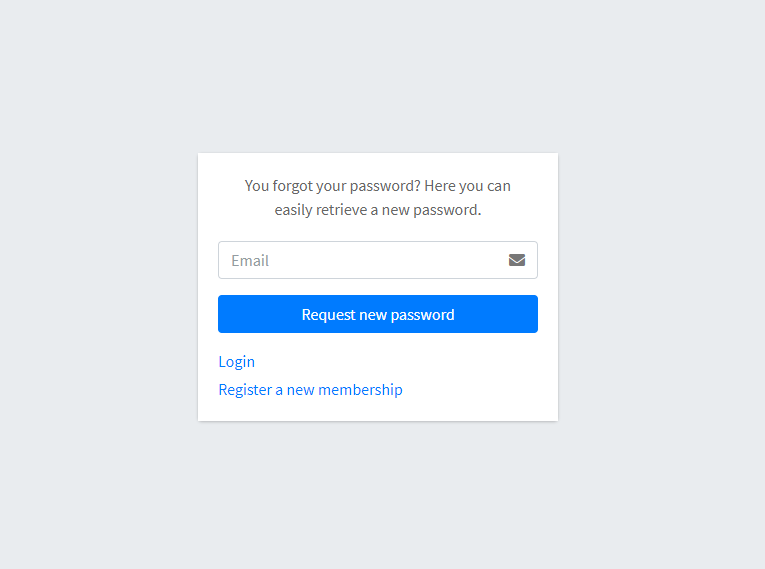 You forgot your password? Here you can
easily retrieve a new password.
Email
Request new password
Login
Register a new membership